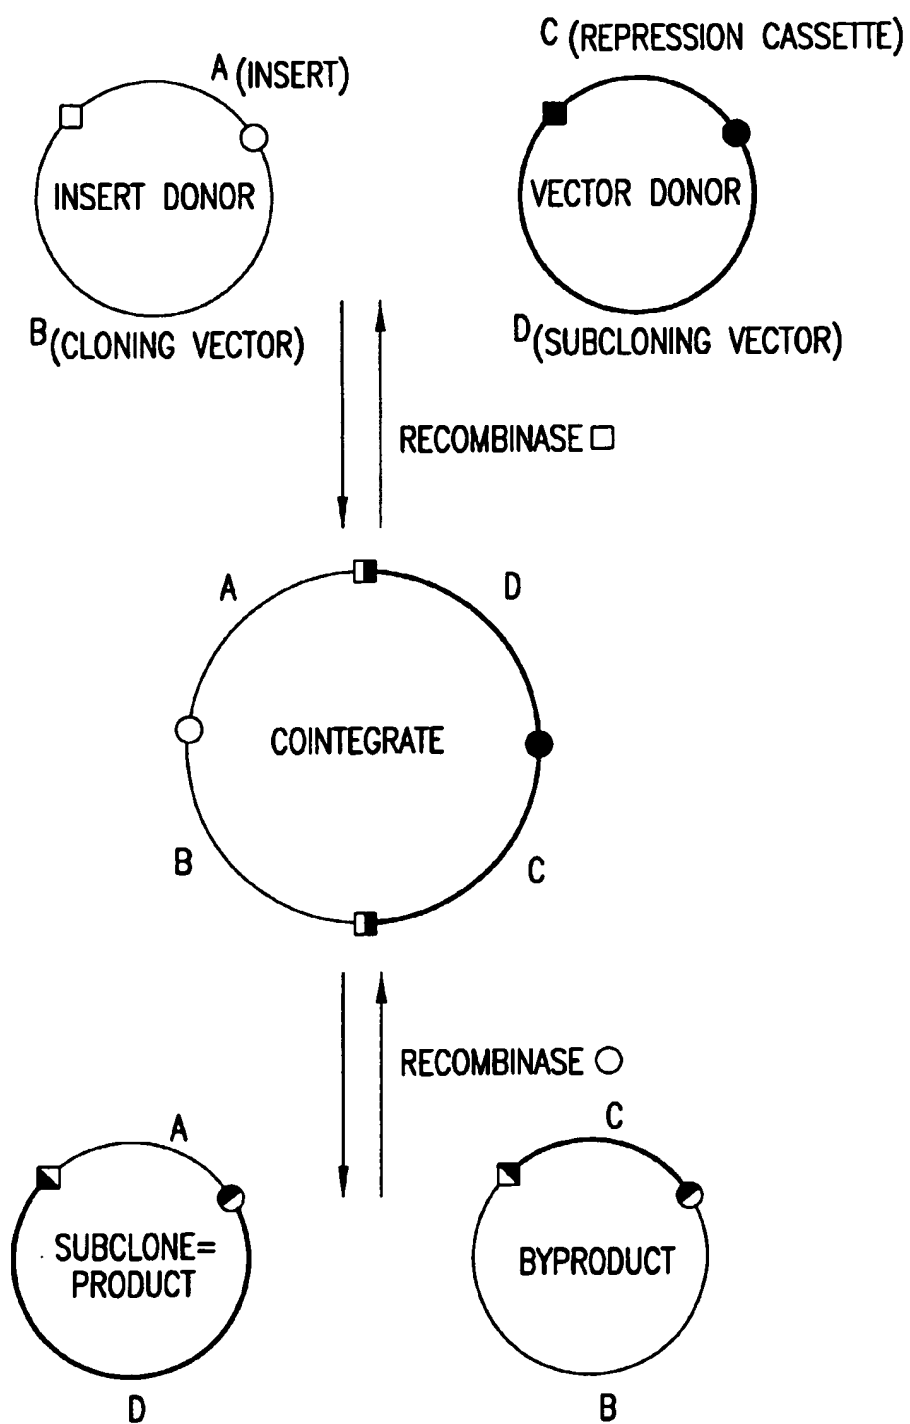 A (INSERT)
C (REPRESSION CASSETTE)
INSERT DONOR
VECTOR DONOR
B (CLONING VECTOR)
D (SUBCLONING VECTOR)
RECOMBINASE
A
D
COINTEGRATE
B
C
RECOMBINASE
A
C
SUBCLONE=
PRODUCT
BYPRODUCT
D
B